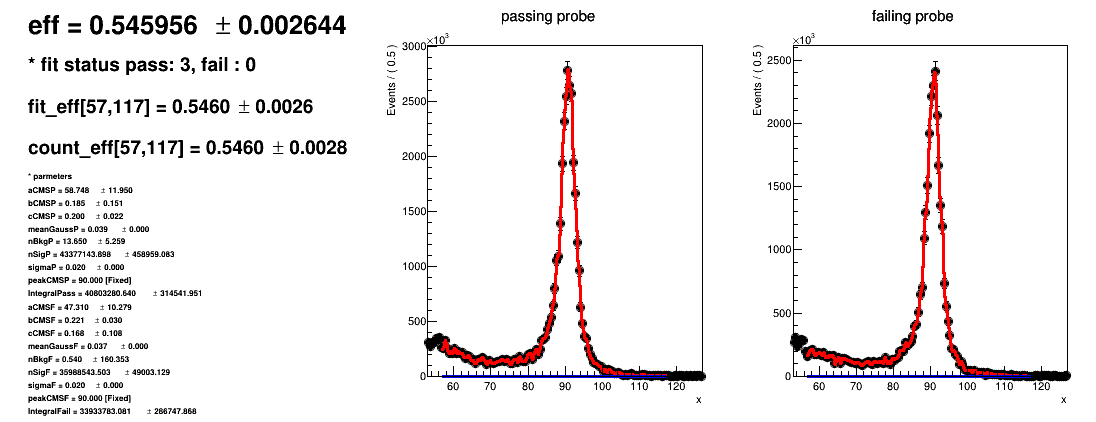 eff = 0.545956 ± 0.002644
* fit status pass: 3, fail : 0
fit_eff[57,117] = 0.5460 ± 0.0026
count_eff[57,117] = 0.5460 ± 0.0028
* parmeters
aCMSP = 58.748 ± 11.950
bCMSP = 0.185 ± 0.151
cCMSP = 0.200 ± 0.022
meanGaussP = 0.039 ± 0.000
nBkgP = 13.650 ± 5.259
nSigP = 43377143.898 ± 458959.083
sigmaP = 0.020 ± 0.000
peakCMSP = 90.000 [Fixed]
IntegralPass = 40803280.640 ± 314541.951
aCMSF = 47.310 ± 10.279
bCMSF = 0.221 ± 0.030
cCMSF = 0.168 ± 0.108
meanGaussF = 0.037 ± 0.000
nBkgF = 0.540 ± 160.353
nSigF = 35988543.503 ± 49003.129
sigmaF = 0.020 ± 0.000
peakCMSF = 90.000 [Fixed]
IntegralFail = 33933783.081 ± 286747.868
passing probe
×10³
Events / ( 0.5 )
3000
2500
2000
1500
1000
500
0
60 70 80 90 100 110 120
x
failing probe
×10³
Events / ( 0.5 )
2500
2000
1500
1000
500
0
60 70 80 90 100 110 120
x